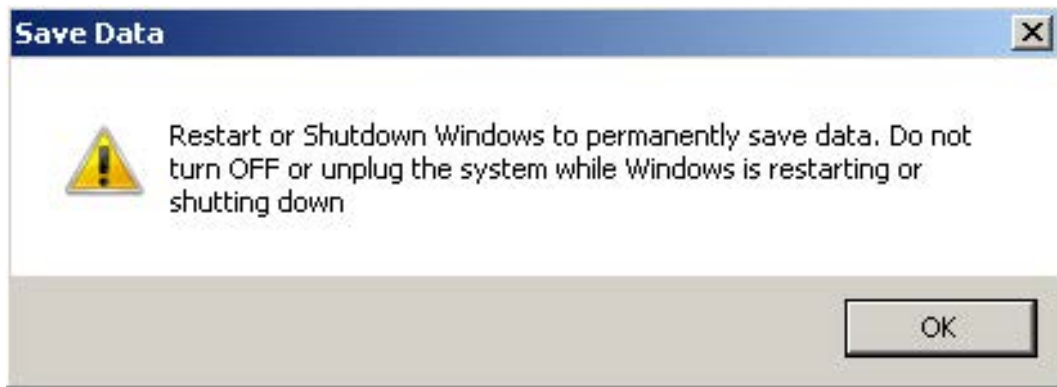 Save Data
Restart or Shutdown Windows to permanently save data. Do not
turn OFF or unplug the system while Windows is restarting or
shutting down
OK